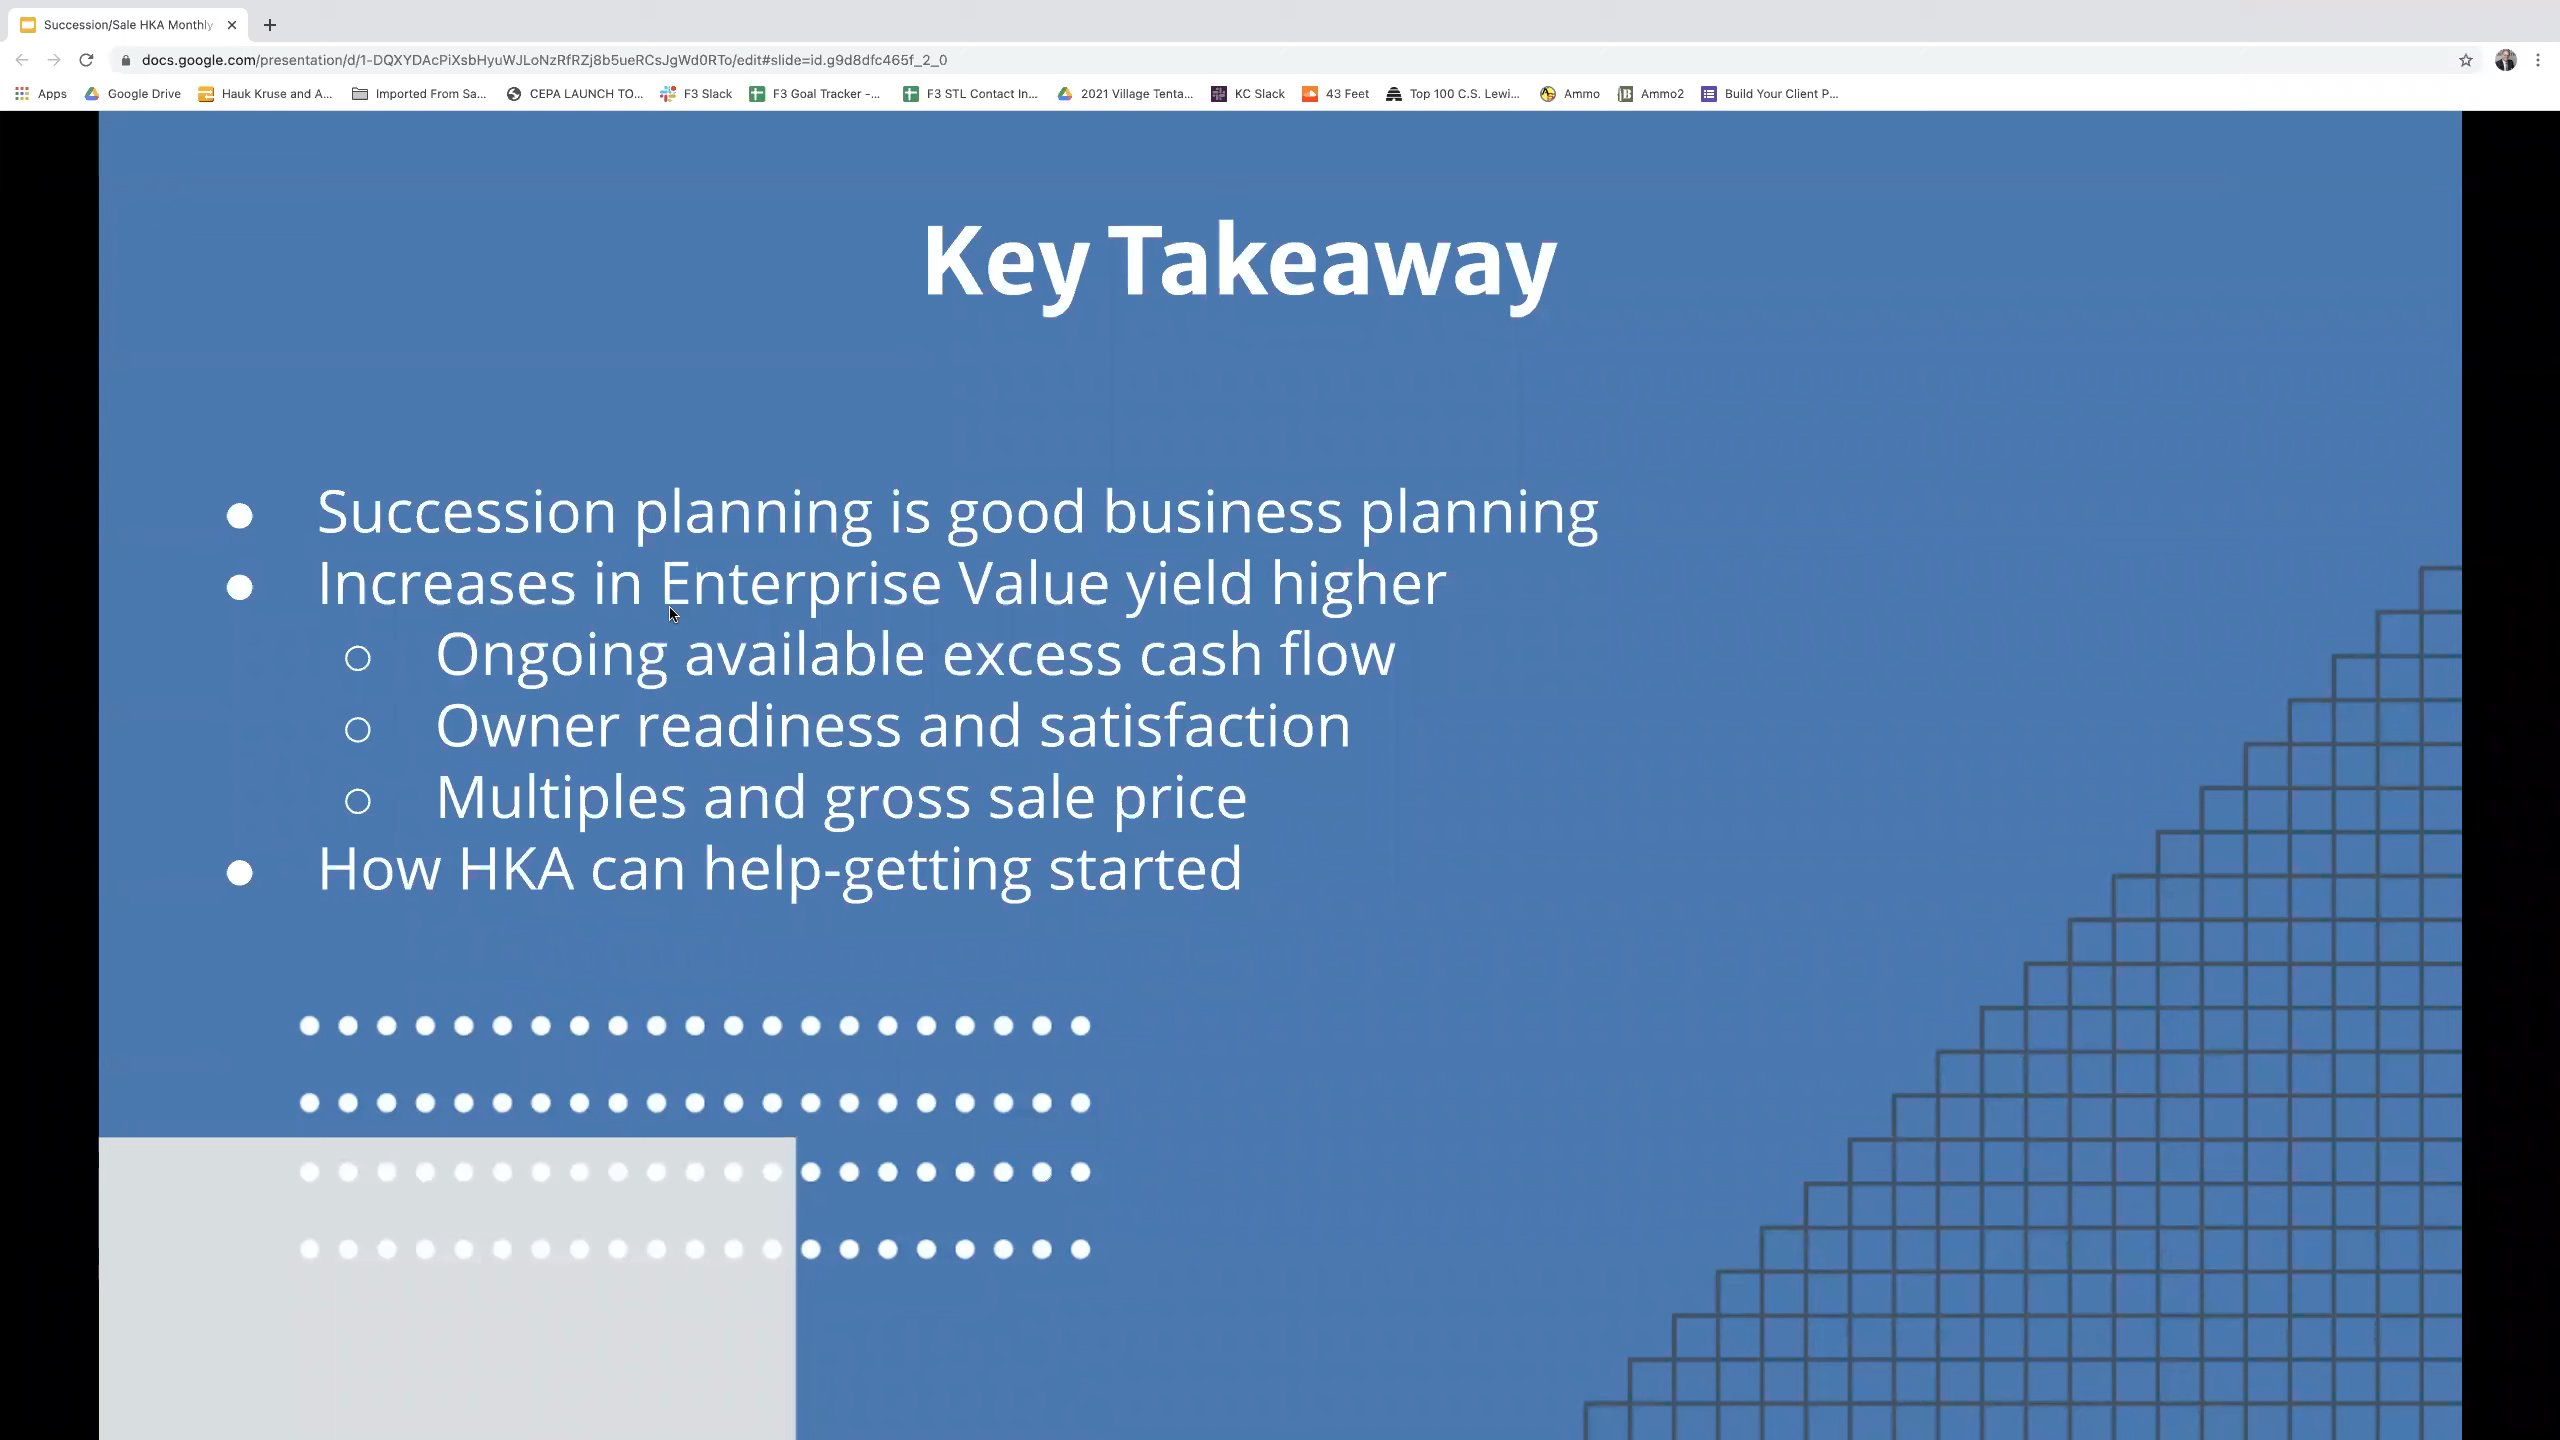 Succession/Sale HKA Monthly
docs.google.com/presentation/d/1-DQXYDAcPiXsbHyuWJLoNzRfRZj8b5ueRCsJgWd0RTo/edit#slide=id.g9d8dfc465f_2_0
Apps Google Drive Hauk Kruse and A... Imported From Sa... CEPA LAUNCH TO... F3 Slack F3 Goal Tracker -... F3 STL Contact In... 2021 Village Tenta... KC Slack 43 Feet Top 100 C.S. Lewi... Ammo Ammo2 Build Your Client P...
Key Takeaway
● Succession planning is good business planning
● Increases in Enterprise Value yield higher
○ Ongoing available excess cash flow
○ Owner readiness and satisfaction
○ Multiples and gross sale price
● How HKA can help-getting started